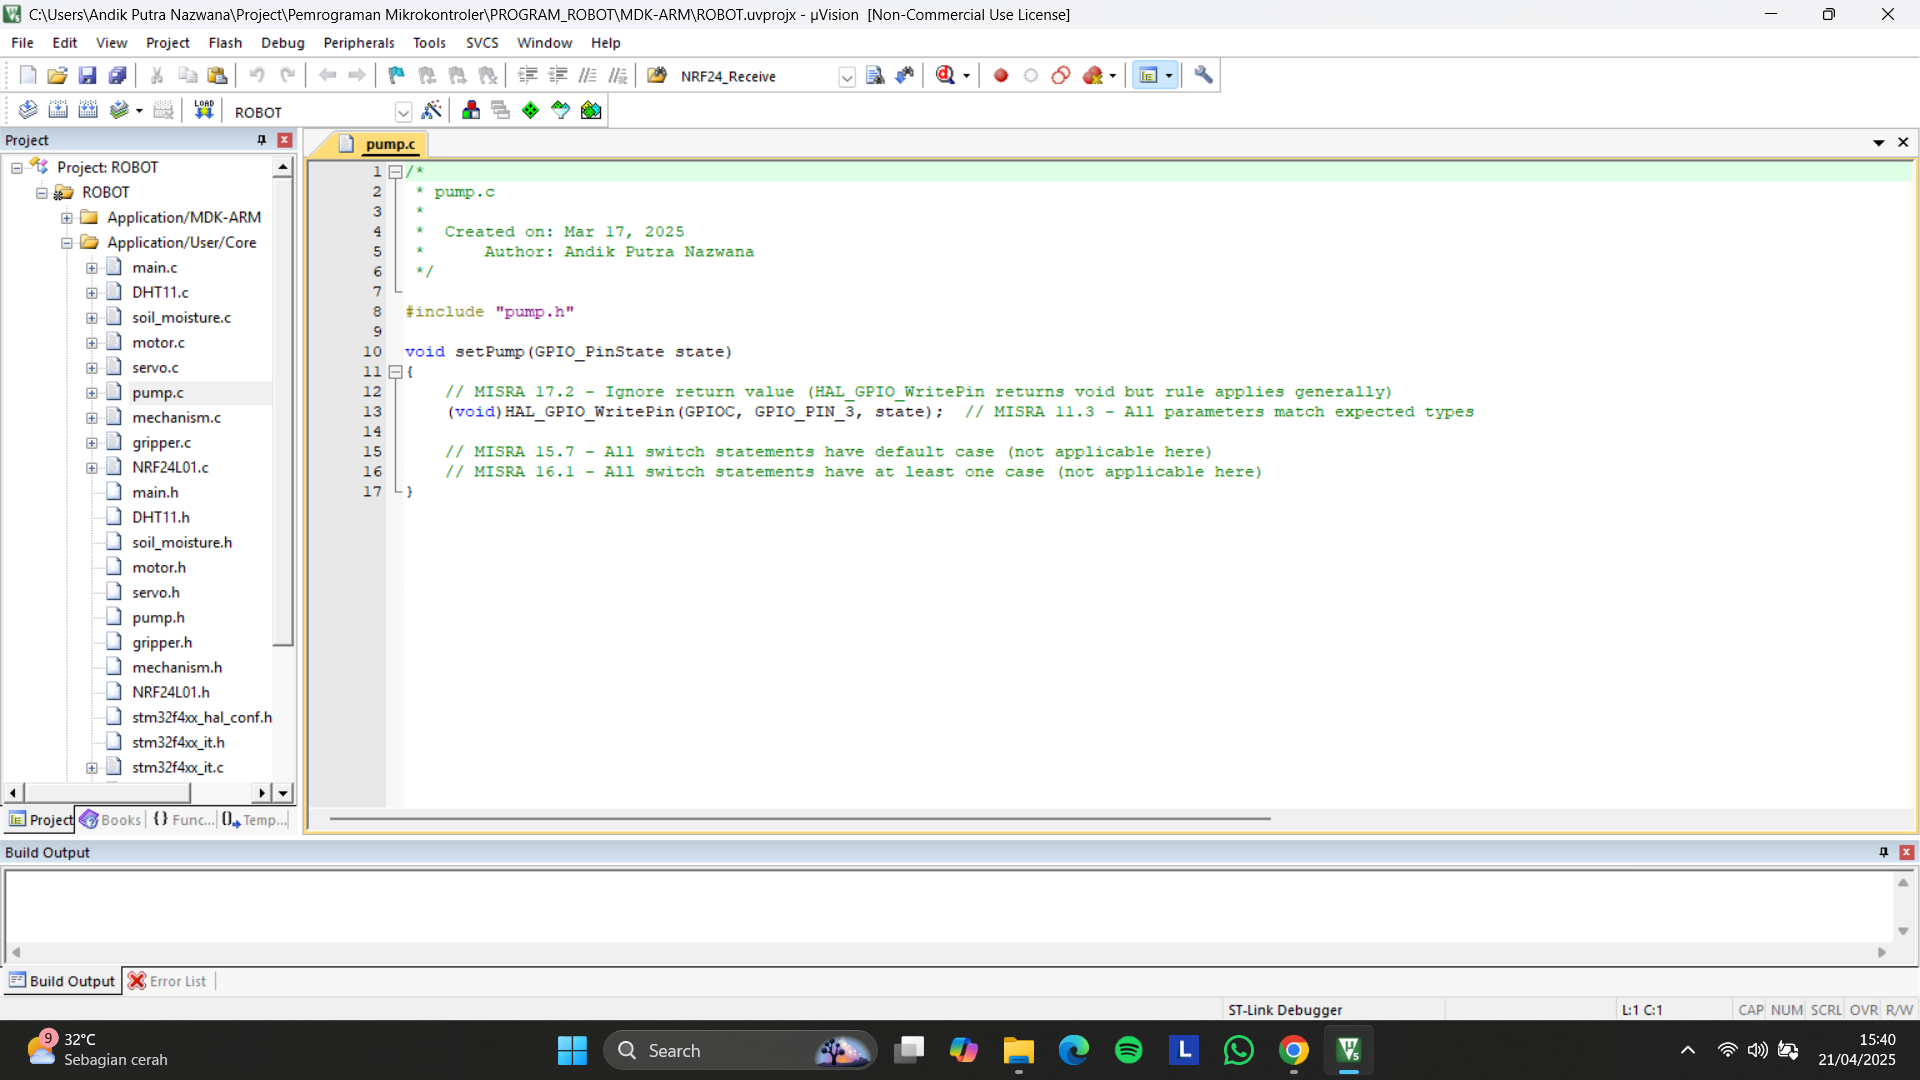 C:\Users\Andik Putra Nazwana\Project\Pemrograman Mikrokontroler\PROGRAM_ROBOT\MDK-ARM\ROBOT.uvprojx - µVision  [Non-Commercial Use License]
File Edit View Project Flash Debug Peripherals Tools SVCS Window Help
NRF24_Receive
LOAD ROBOT
Project
pump.c
Project: ROBOT
ROBOT
Application/MDK-ARM
Application/User/Core
main.c
DHT11.c
soil_moisture.c
motor.c
servo.c
pump.c
mechanism.c
gripper.c
NRF24L01.c
main.h
DHT11.h
soil_moisture.h
motor.h
servo.h
pump.h
gripper.h
mechanism.h
NRF24L01.h
stm32f4xx_hal_conf.h
stm32f4xx_it.h
stm32f4xx_it.c
Project Books {} Func... Temp...
1 /*
2  * pump.c
3  *
4  *  Created on: Mar 17, 2025
5  *      Author: Andik Putra Nazwana
6  */
7
8 #include "pump.h"
9
10 void setPump(GPIO_PinState state)
11 {
12     // MISRA 17.2 - Ignore return value (HAL_GPIO_WritePin returns void but rule applies generally)
13     (void)HAL_GPIO_WritePin(GPIOC, GPIO_PIN_3, state);  // MISRA 11.3 - All parameters match expected types
14
15     // MISRA 15.7 - All switch statements have default case (not applicable here)
16     // MISRA 16.1 - All switch statements have at least one case (not applicable here)
17 }
Build Output
Build Output Error List
ST-Link Debugger L:1 C:1 CAP NUM SCRL OVR R/W
9 32°C
Sebagian cerah
Search
L
15:40
21/04/2025